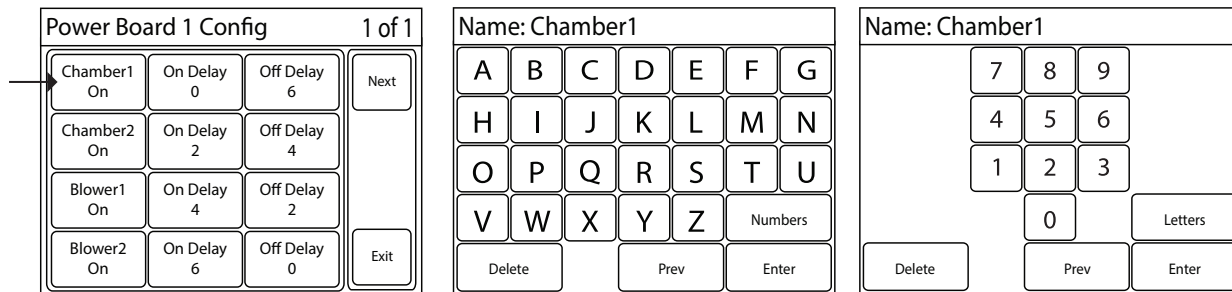 Power Board 1 Config 1 of 1
Chamber1 On
On Delay 0
Off Delay 6
Next
Chamber2 On
On Delay 2
Off Delay 4
Blower1 On
On Delay 4
Off Delay 2
Blower2 On
On Delay 6
Off Delay 0
Exit
Name: Chamber1
A B C D E F G
H I J K L M N
O P Q R S T U
V W X Y Z Numbers
Delete Prev Enter
Name: Chamber1
7 8 9
4 5 6
1 2 3
0 Letters
Delete Prev Enter